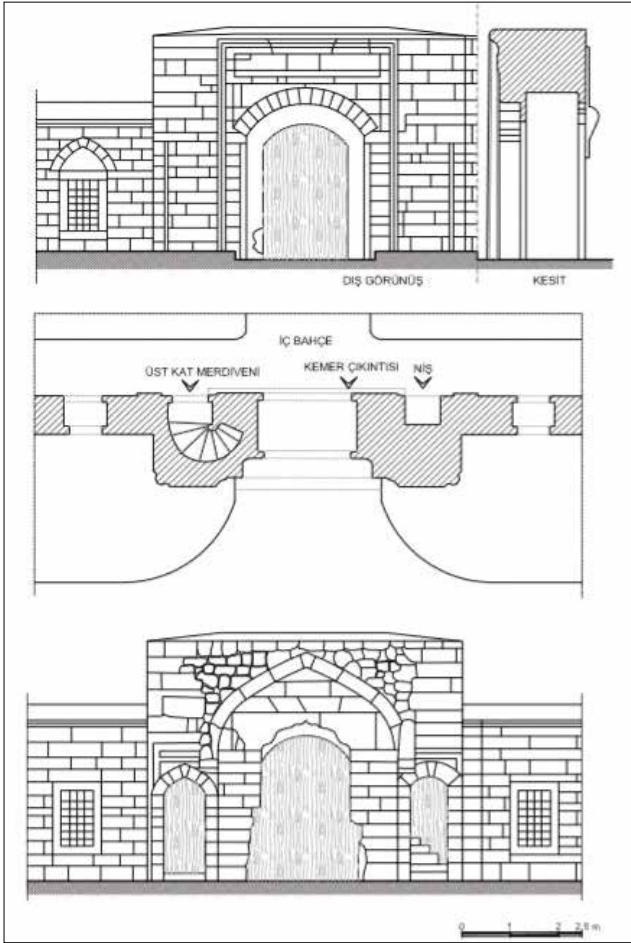 DIŞ GÖRÜNÜŞ
KESİT
İÇ BAHÇE
ÜST KAT MERDİVENİ
KEMER ÇIKINTISI
NİŞ
0 1 2 2,5 m